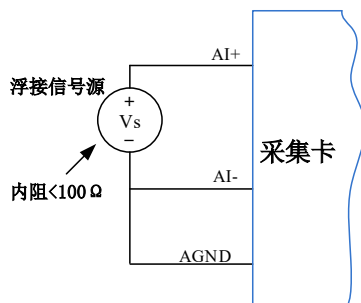 AI+
浮接信号源
+
Vs
−
采集卡
内阻<100Ω
AI-
AGND